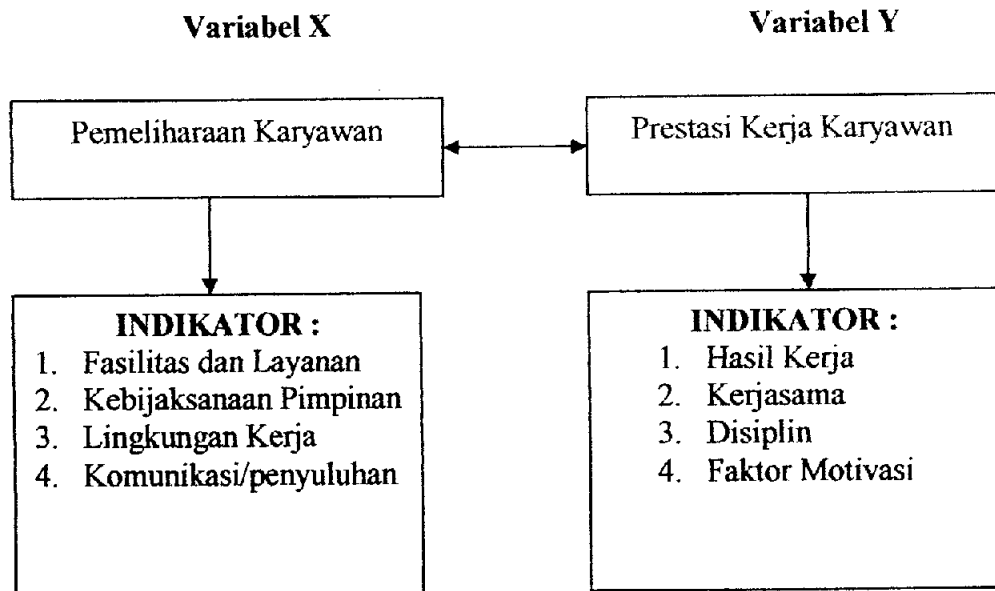 Variabel X
Variabel Y
Pemeliharaan Karyawan
Prestasi Kerja Karyawan
INDIKATOR :
1. Fasilitas dan Layanan
2. Kebijaksanaan Pimpinan
3. Lingkungan Kerja
4. Komunikasi/penyuluhan
INDIKATOR :
1. Hasil Kerja
2. Kerjasama
3. Disiplin
4. Faktor Motivasi